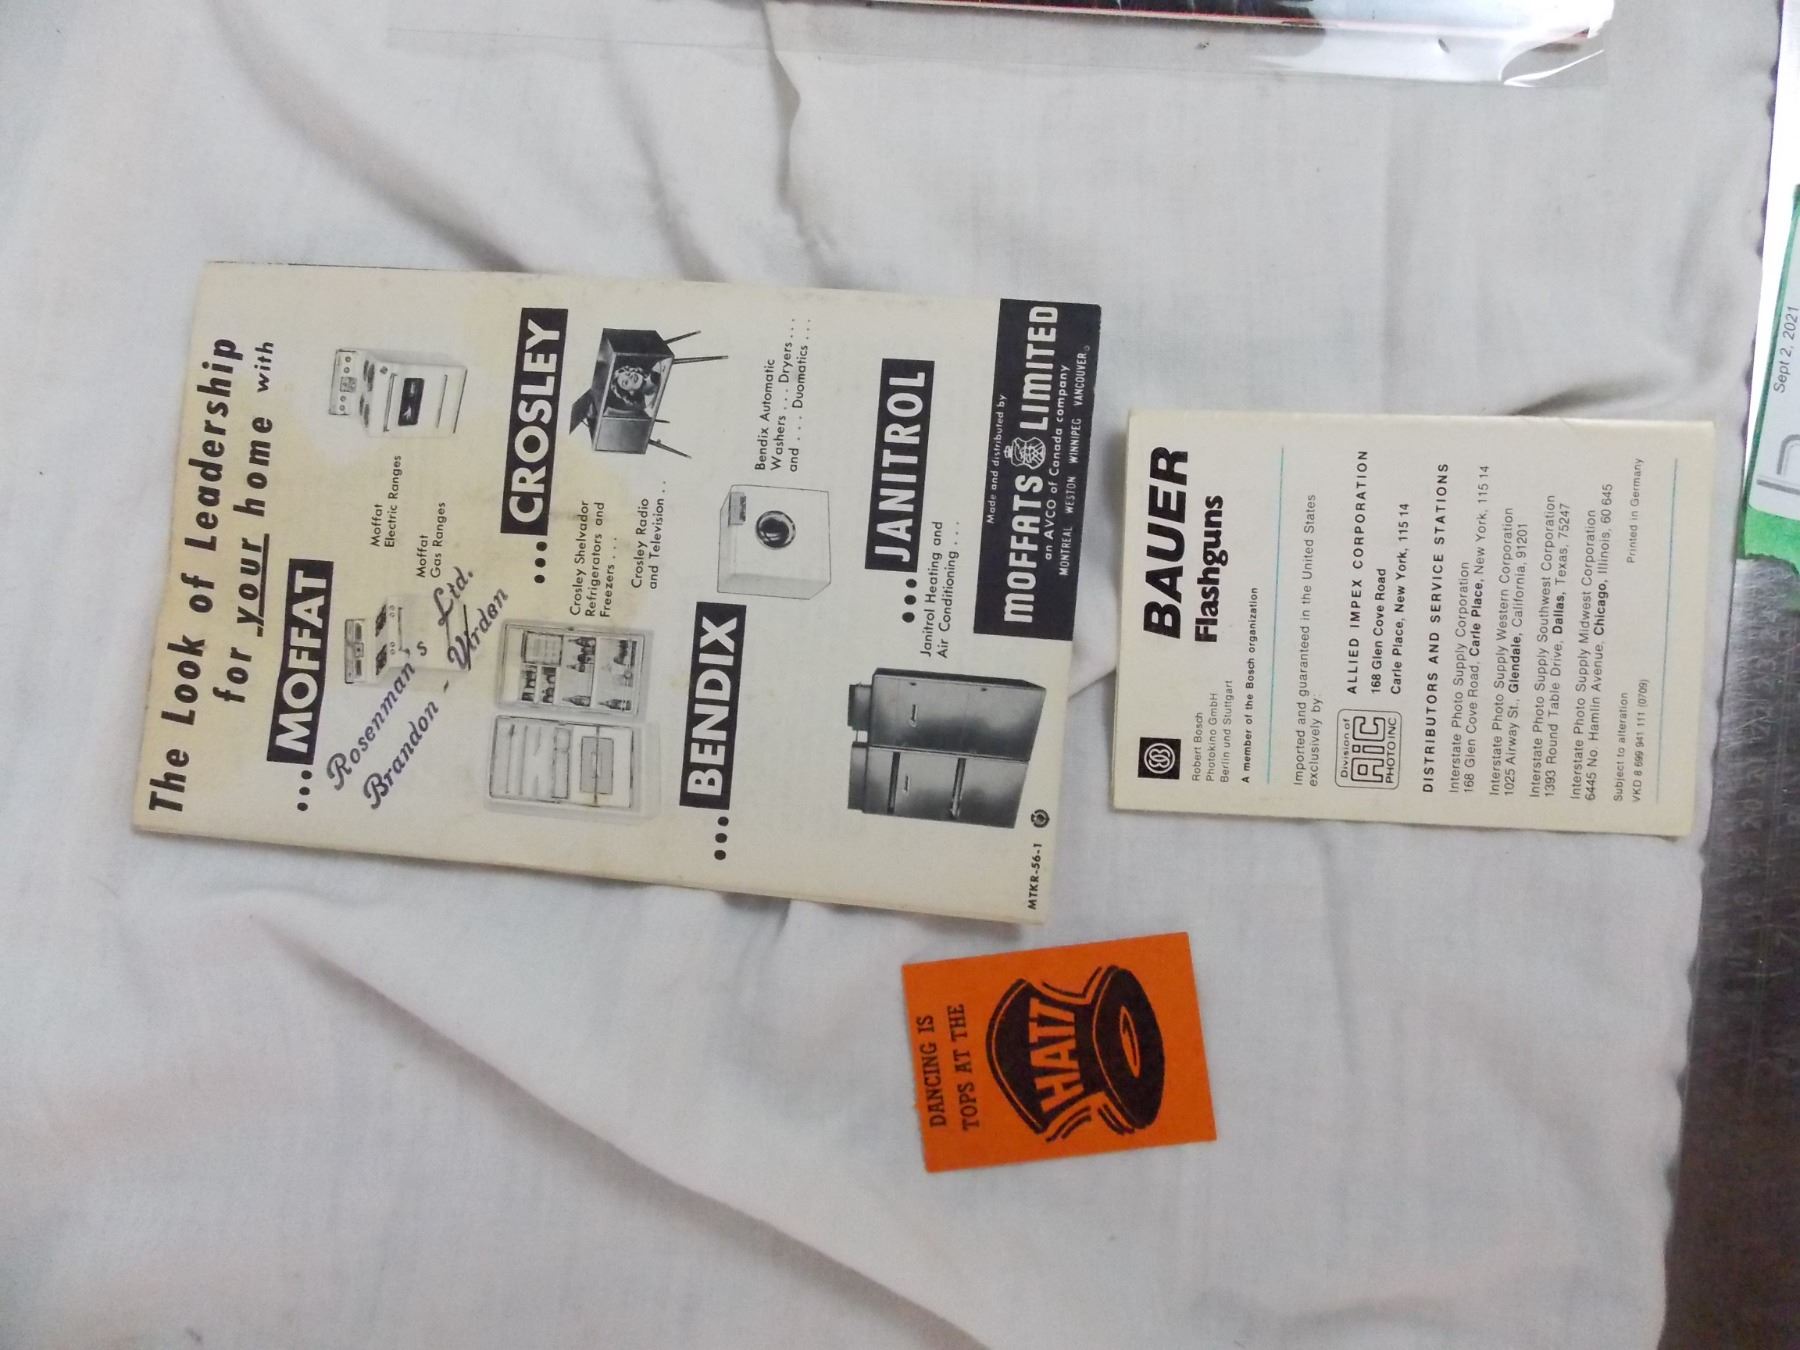 The Look of Leadership
for your home with
...MOFFAT
Moffat
Electric Ranges
Moffat
Gas Ranges
Rosenman's Ltd.
Brandon - Virden
...CROSLEY
Crosley Shelvador
Refrigerators and
Freezers ....
Crosley Radio
and Television ..
...BENDIX
Bendix Automatic
Washers ... Dryers ...
and ... Duomatics ...
...JANITROL
Janitrol Heating and
Air Conditioning ...
Made and distributed by
MOFFATS LIMITED
an AVCO of Canada company
MONTREAL WESTON WINNIPEG VANCOUVER
MTKR-56-1
BAUER
Flashguns
Robert Bosch
Photokino GmbH
Berlin und Stuttgart
A member of the Bosch organization
Imported and guaranteed in the United States
exclusively by:
Division of
AIC
PHOTO INC
ALLIED IMPEX CORPORATION
168 Glen Cove Road
Carle Place, New York, 115 14
DISTRIBUTORS AND SERVICE STATIONS
Interstate Photo Supply Corporation
168 Glen Cove Road, Carle Place, New York, 115 14
Interstate Photo Supply Western Corporation
1025 Airway St., Glendale, California, 91201
Interstate Photo Supply Southwest Corporation
1393 Round Table Drive, Dallas, Texas, 75247
Interstate Photo Supply Midwest Corporation
6445 No. Hamlin Avenue, Chicago, Illinois, 60 645
Subject to alteration
VKD 8 699 941 111 (0709)
Printed in Germany
DANCING IS
TOPS AT THE
HAT
Sept 2, 2021